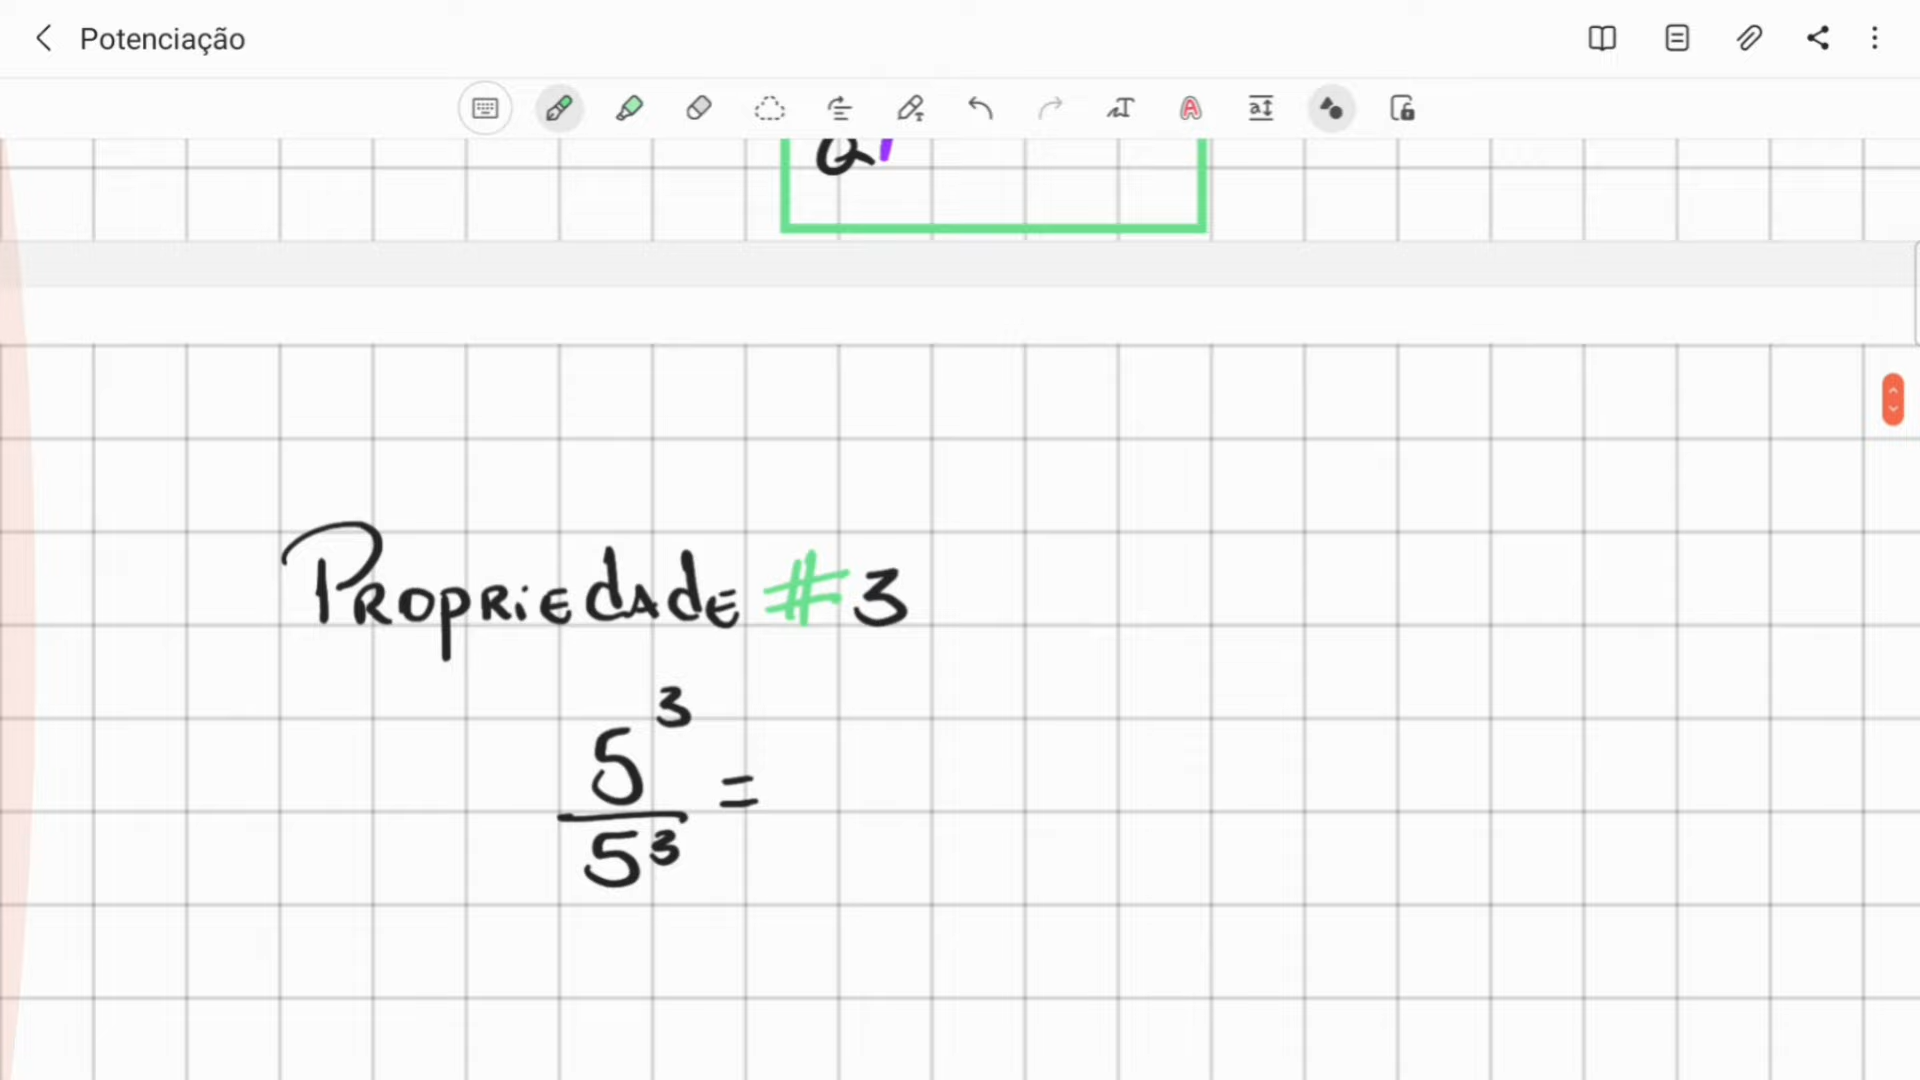 Potenciação
PROPRiEdAdE #3
5³
— =
5³